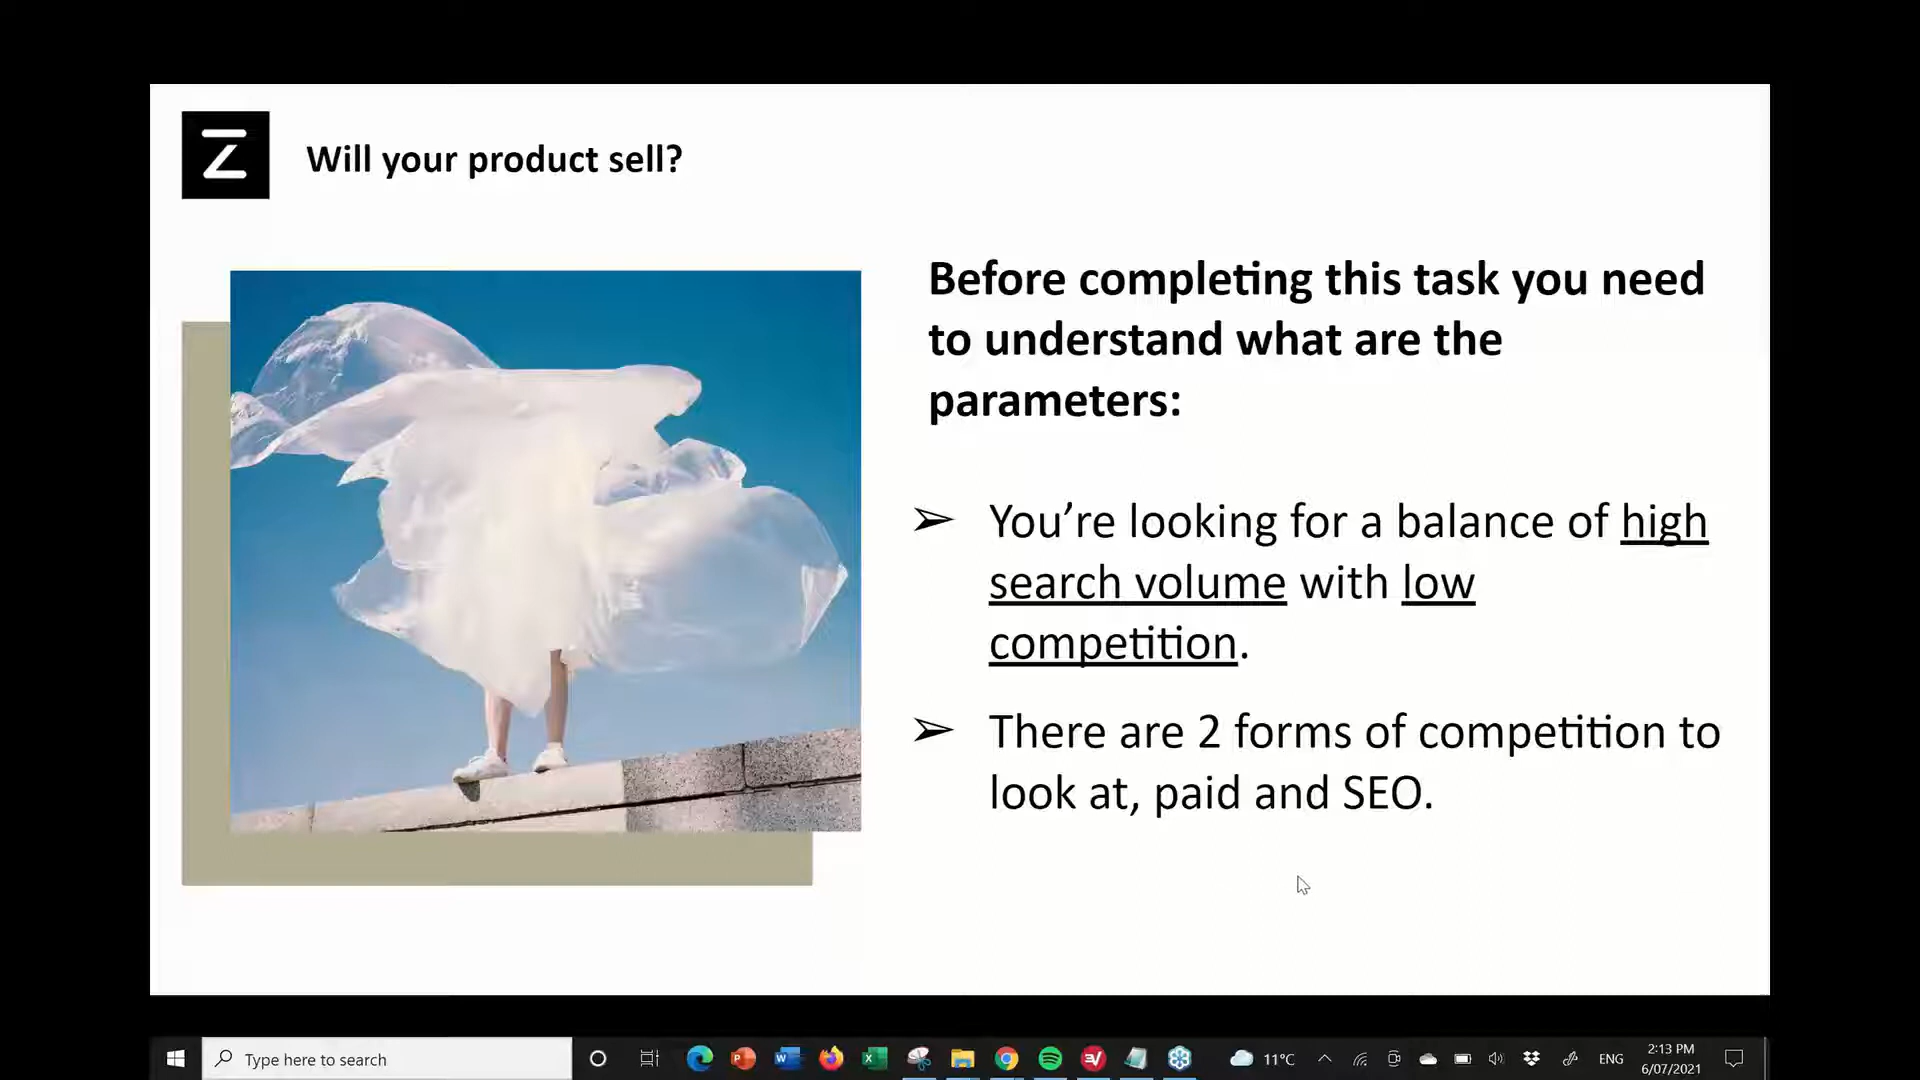 Z
Will your product sell?
Before completing this task you need
to understand what are the
parameters:
➢ You’re looking for a balance of high
search volume with low
competition.
➢ There are 2 forms of competition to
look at, paid and SEO.
Type here to search
11°C
ENG
2:13 PM
6/07/2021